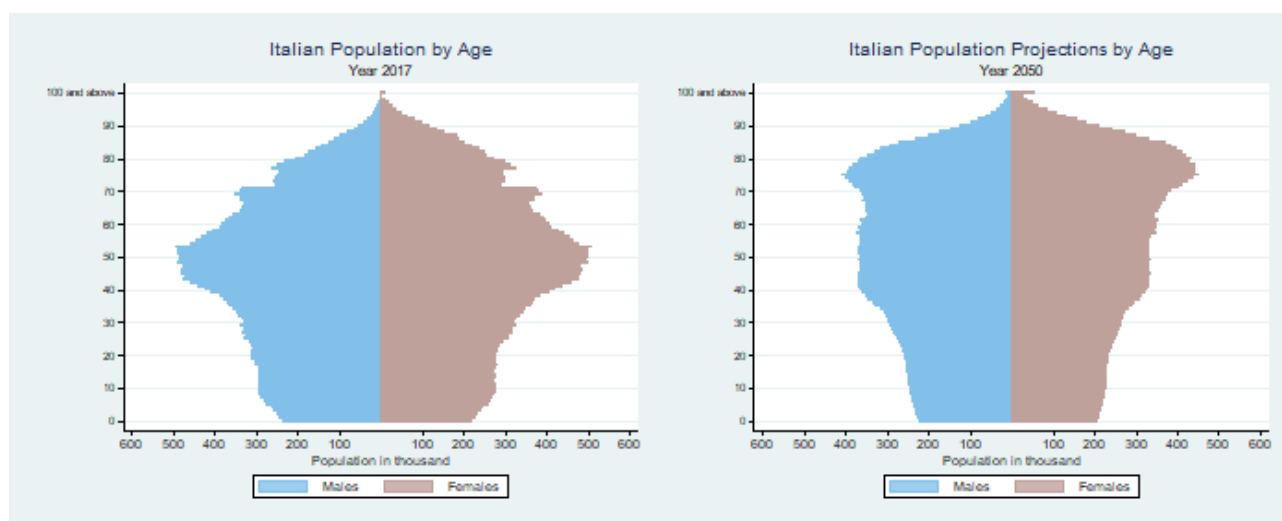 Italian Population by Age
Year 2017
100 and above
90
80
70
60
50
40
30
20
10
0
600 500 400 300 200 100 100 200 300 400 500 600
Population in thousand
Males Females
Italian Population Projections by Age
Year 2050
100 and above
90
80
70
60
50
40
30
20
10
0
600 500 400 300 200 100 100 200 300 400 500 600
Population in thousand
Males Females